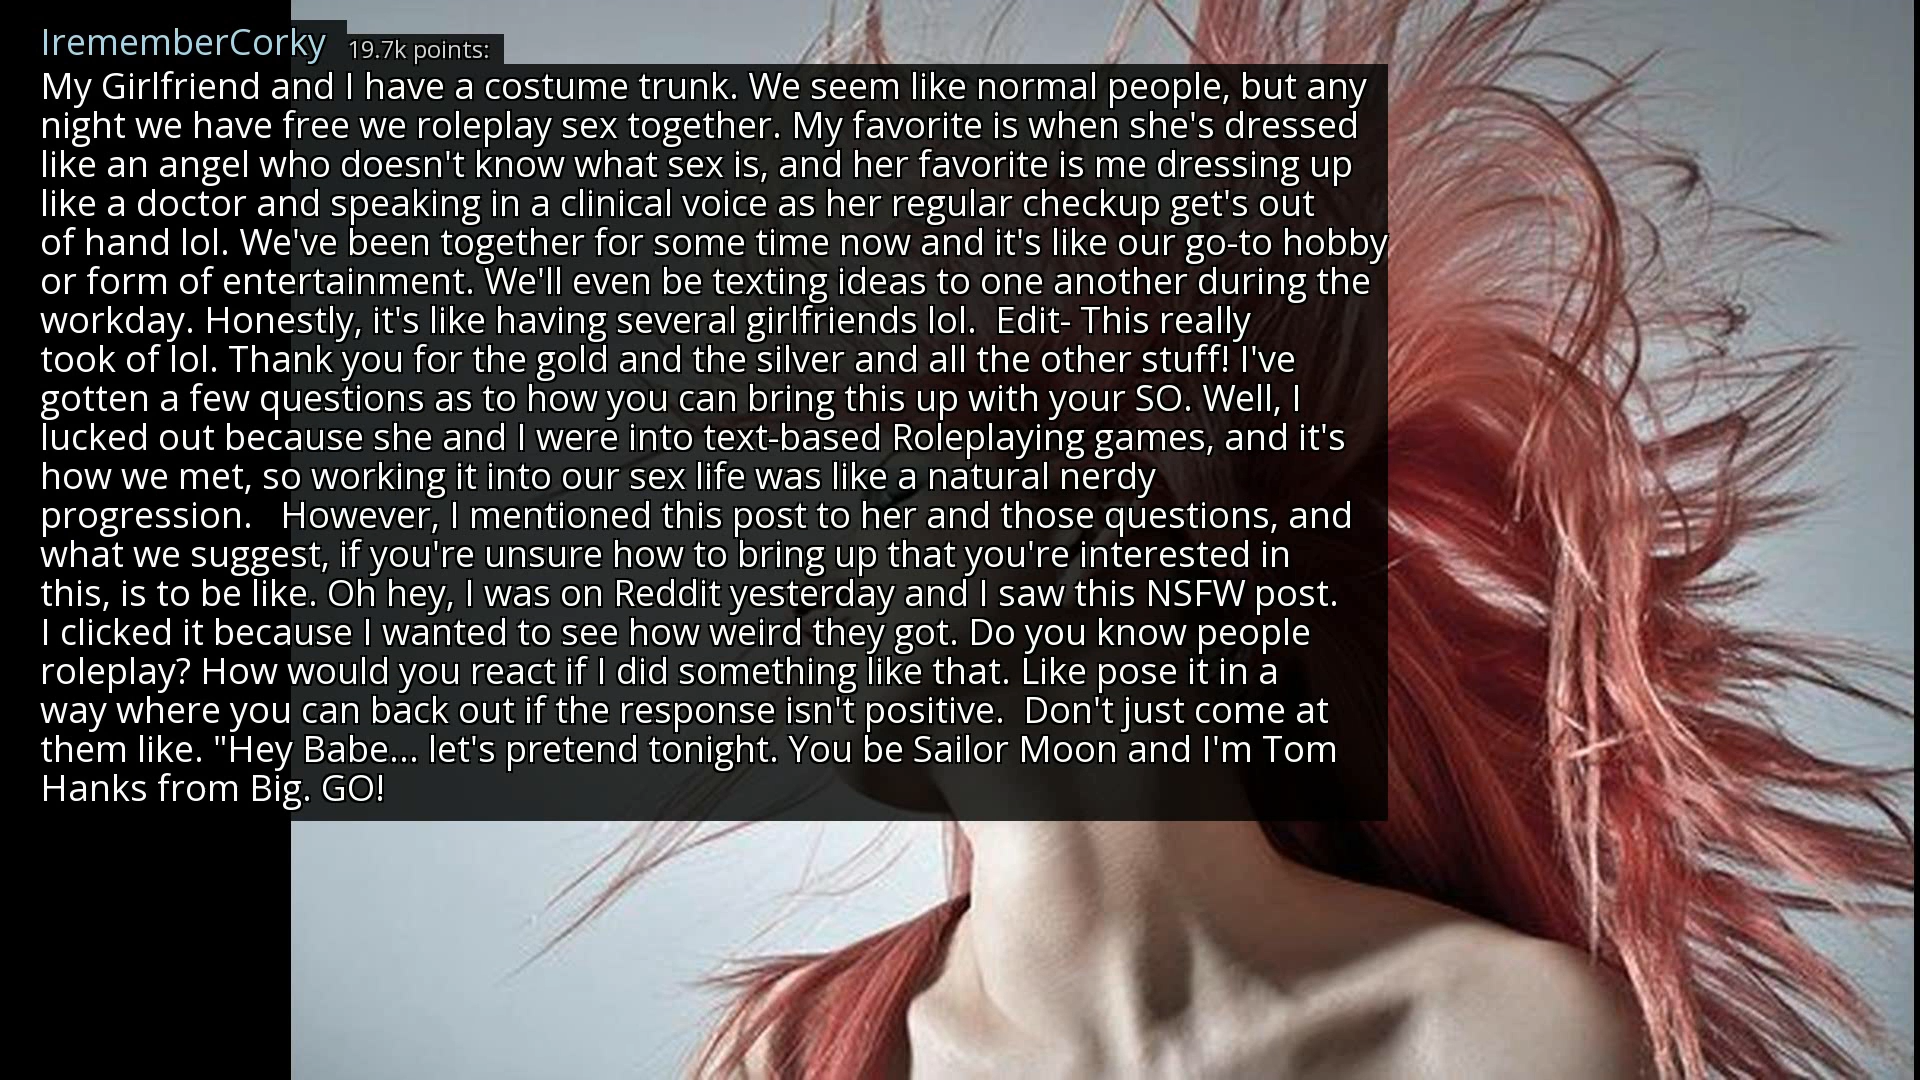 IrememberCorky 19.7k points:
My Girlfriend and I have a costume trunk. We seem like normal people, but any
night we have free we roleplay sex together. My favorite is when she's dressed
like an angel who doesn't know what sex is, and her favorite is me dressing up
like a doctor and speaking in a clinical voice as her regular checkup get's out
of hand lol. We've been together for some time now and it's like our go-to hobby
or form of entertainment. We'll even be texting ideas to one another during the
workday. Honestly, it's like having several girlfriends lol.  Edit- This really
took of lol. Thank you for the gold and the silver and all the other stuff! I've
gotten a few questions as to how you can bring this up with your SO. Well, I
lucked out because she and I were into text-based Roleplaying games, and it's
how we met, so working it into our sex life was like a natural nerdy
progression.   However, I mentioned this post to her and those questions, and
what we suggest, if you're unsure how to bring up that you're interested in
this, is to be like. Oh hey, I was on Reddit yesterday and I saw this NSFW post.
I clicked it because I wanted to see how weird they got. Do you know people
roleplay? How would you react if I did something like that. Like pose it in a
way where you can back out if the response isn't positive.  Don't just come at
them like. "Hey Babe... let's pretend tonight. You be Sailor Moon and I'm Tom
Hanks from Big. GO!